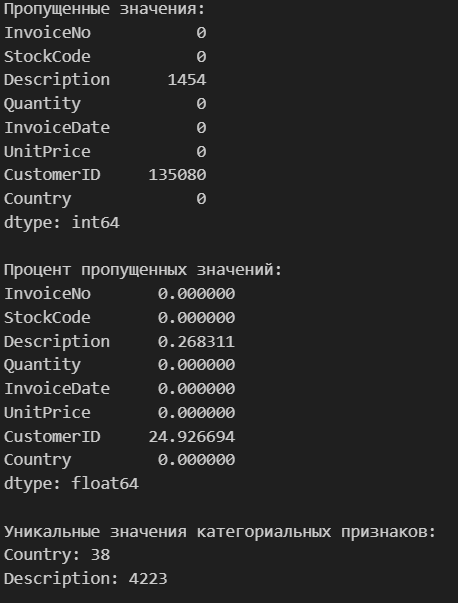 Пропущенные значения:
InvoiceNo 0
StockCode 0
Description 1454
Quantity 0
InvoiceDate 0
UnitPrice 0
CustomerID 135080
Country 0
dtype: int64
Процент пропущенных значений:
InvoiceNo 0.000000
StockCode 0.000000
Description 0.268311
Quantity 0.000000
InvoiceDate 0.000000
UnitPrice 0.000000
CustomerID 24.926694
Country 0.000000
dtype: float64
Уникальные значения категориальных признаков:
Country: 38
Description: 4223